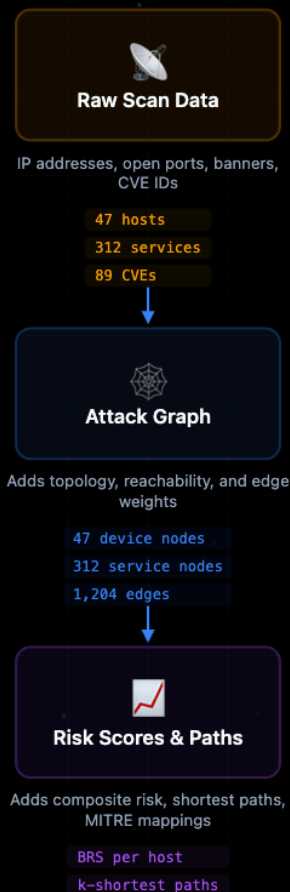 Raw Scan Data
IP addresses, open ports, banners,
CVE IDs
47 hosts
312 services
89 CVEs
Attack Graph
Adds topology, reachability, and edge
weights
47 device nodes
312 service nodes
1,204 edges
Risk Scores & Paths
Adds composite risk, shortest paths,
MITRE mappings
BRS per host
k-shortest paths